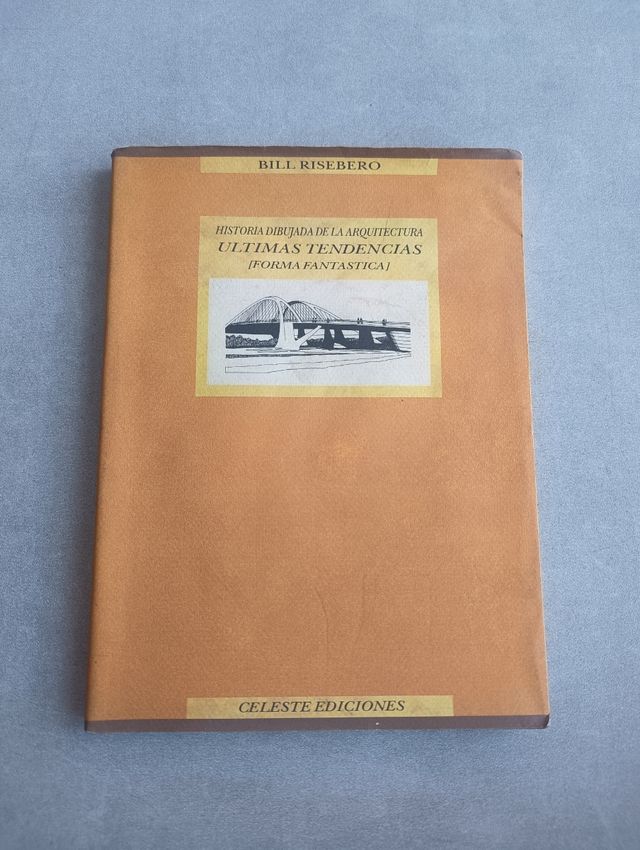 BILL RISEBERO
HISTORIA DIBUJADA DE LA ARQUITECTURA
ULTIMAS TENDENCIAS
[FORMA FANTASTICA]
CELESTE EDICIONES